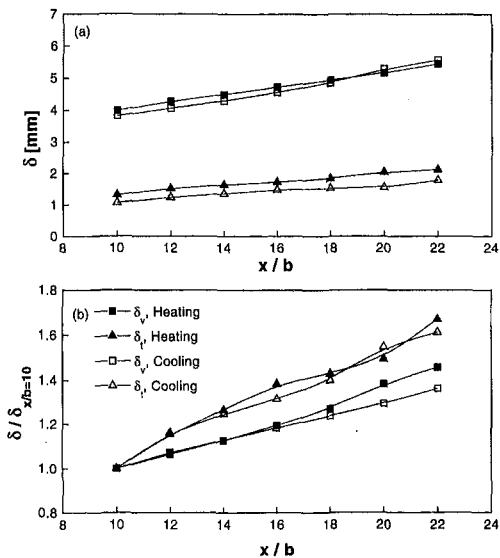 (a)
7
6
5
4
3
2
1
0
δ [mm]
8 10 12 14 16 18 20 22 24
x / b
(b)
δv, Heating
δt, Heating
δv, Cooling
δt, Cooling
1.8
1.6
1.4
1.2
1.0
0.8
δ / δx/b=10
8 10 12 14 16 18 20 22 24
x / b